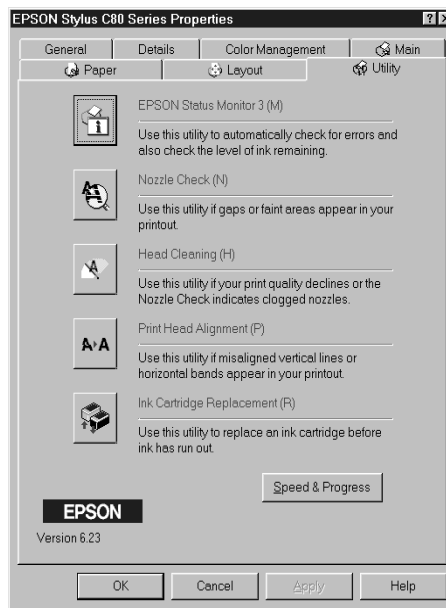 EPSON Stylus C80 Series Properties
General Details Color Management Main
Paper Layout Utility
EPSON Status Monitor 3 (M)
Use this utility to automatically check for errors and
also check the level of ink remaining.
Nozzle Check (N)
Use this utility if gaps or faint areas appear in your
printout.
Head Cleaning (H)
Use this utility if your print quality declines or the
Nozzle Check indicates clogged nozzles.
Print Head Alignment (P)
Use this utility if misaligned vertical lines or
horizontal bands appear in your printout.
Ink Cartridge Replacement (R)
Use this utility to replace an ink cartridge before
ink has run out.
Speed & Progress
EPSON
Version 6.23
OK Cancel Apply Help